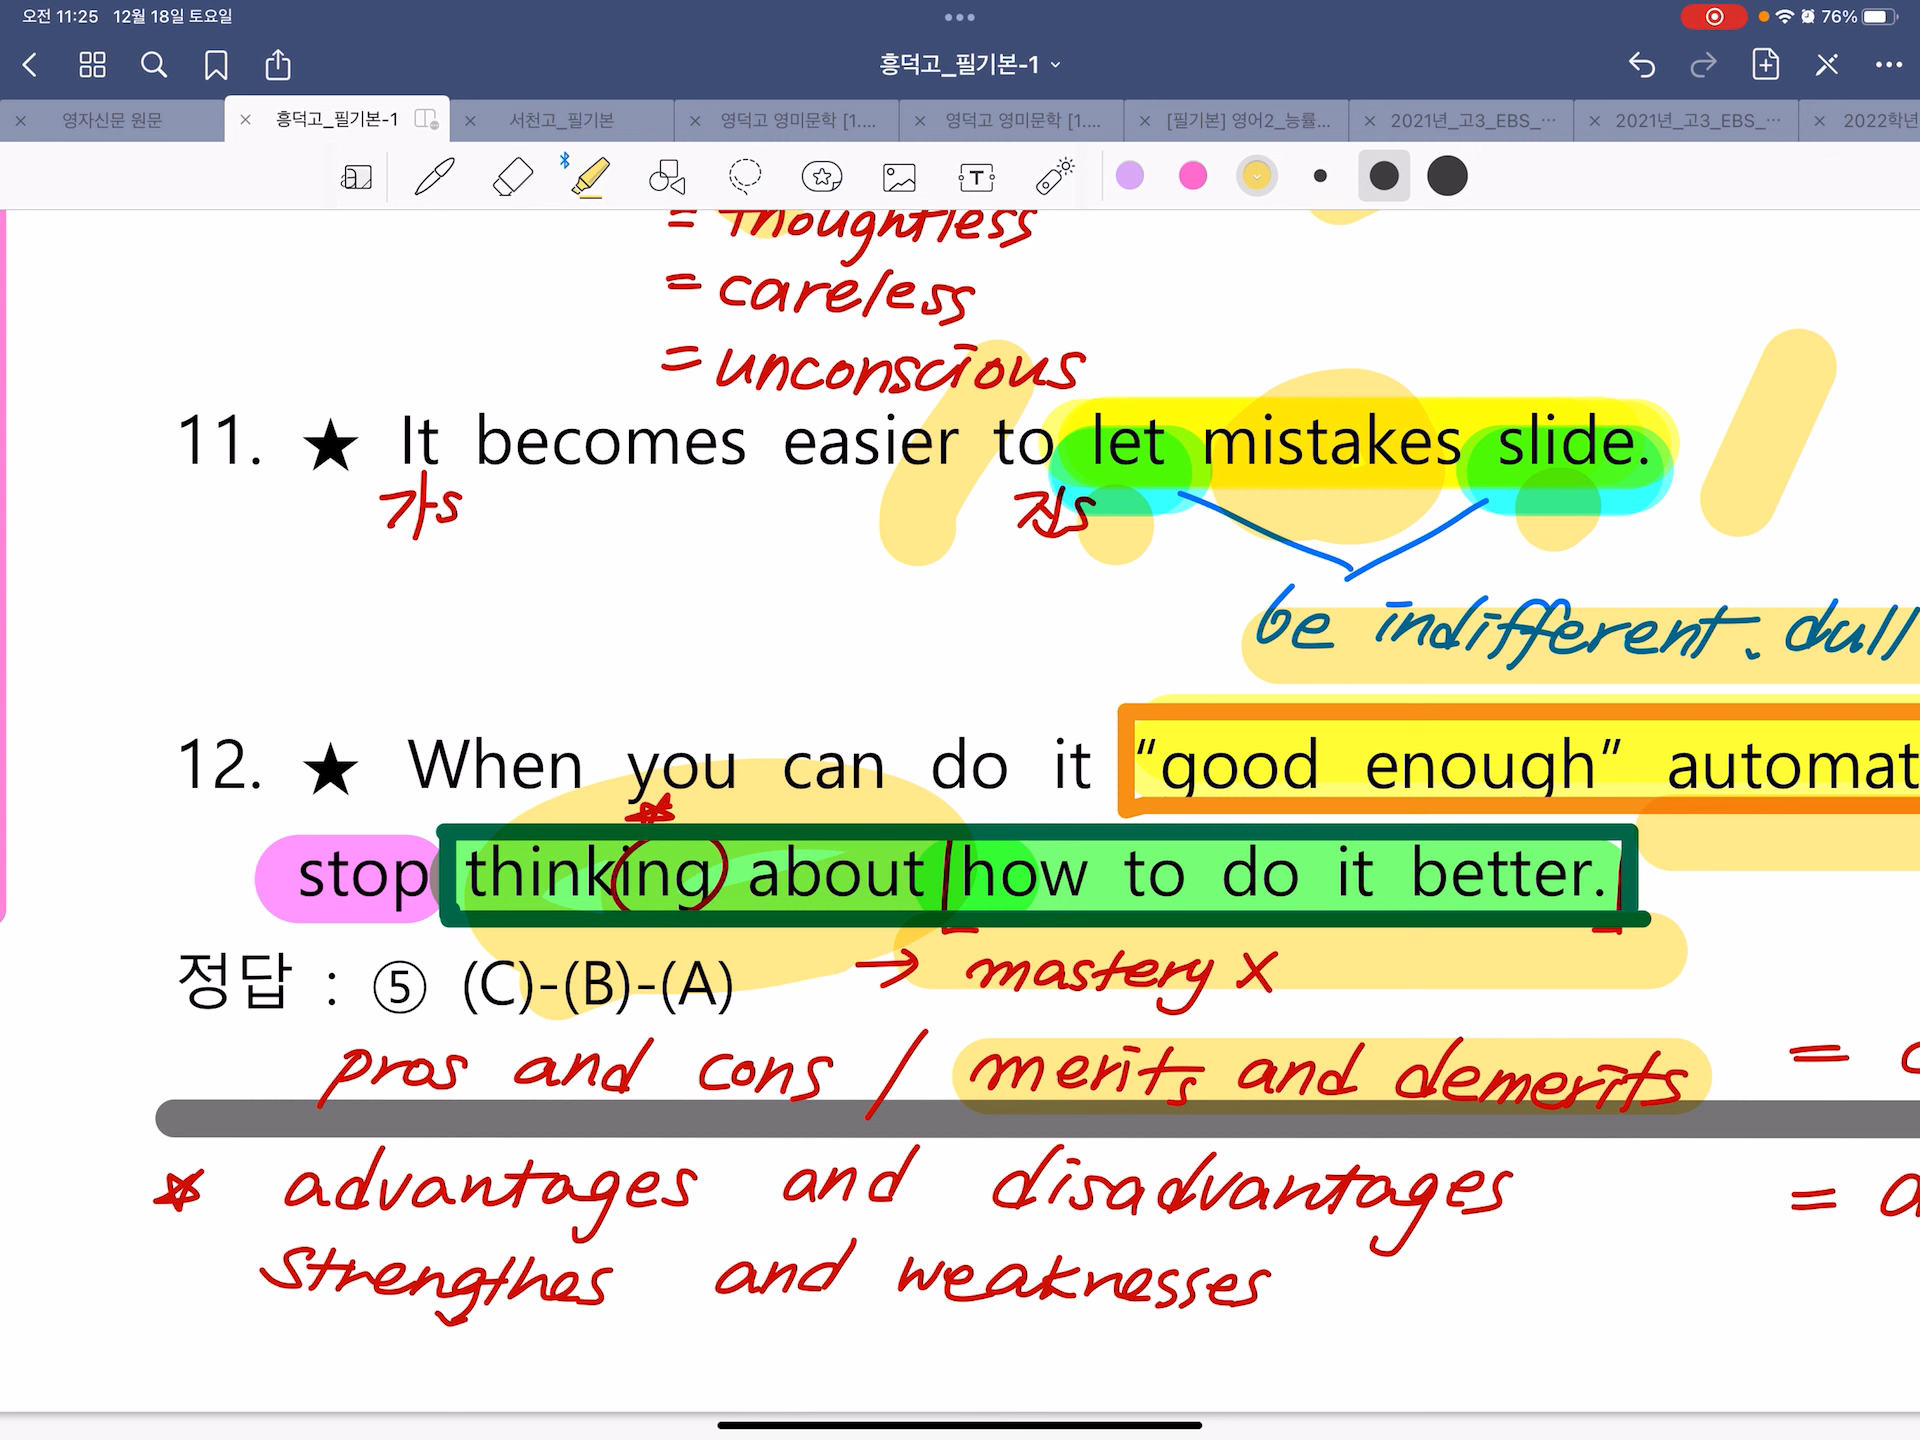 오전 11:25 12월 18일 토요일
76%
흥덕고_필기본-1
영자신문 원문
흥덕고_필기본-1
서천고_필기본
영덕고 영미문학 [1....
영덕고 영미문학 [1....
[필기본] 영어2_능률...
2021년_고3_EBS_...
2021년_고3_EBS_...
2022학년
= thoughtless
= careless
= unconscious
11. ★ It becomes easier to let mistakes slide.
가S 진S
be indifferent. dull
12. ★ When you can do it “good enough” automat
stop thinking about how to do it better.
정답 : ⑤ (C)-(B)-(A) → mastery X
pros and cons / merits and demerits =
advantages and disadvantages =
Strengthes and weaknesses